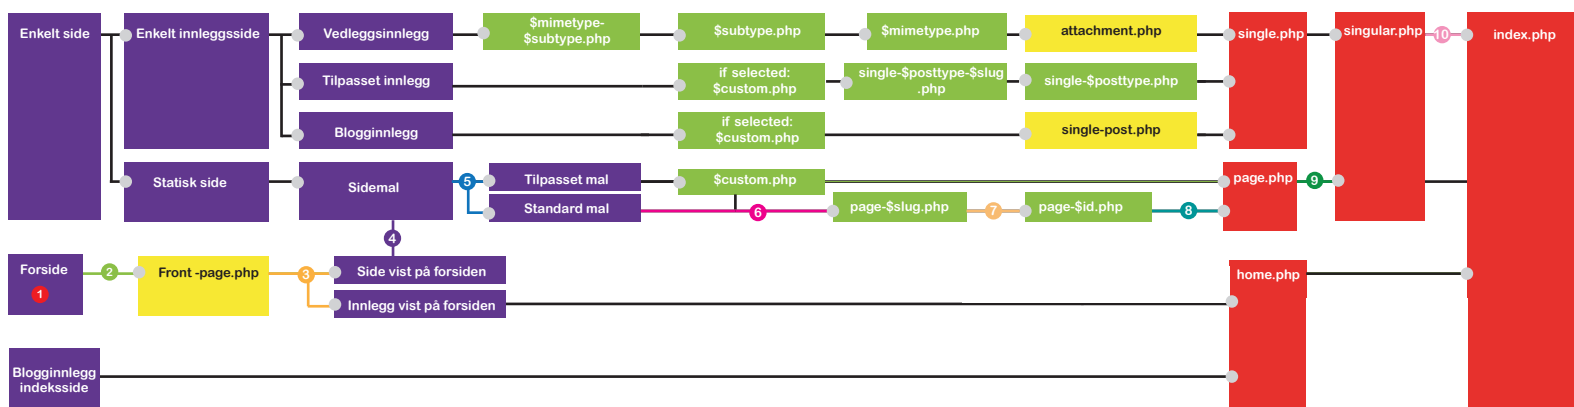 Enkelt side
Enkelt innleggsside
Vedleggsinnlegg
$mimetype-
$subtype.php
$subtype.php
$mimetype.php
attachment.php
single.php
singular.php
10
index.php
Tilpasset innlegg
if selected:
$custom.php
single-$posttype-$slug
.php
single-$posttype.php
Blogginnlegg
if selected:
$custom.php
single-post.php
Statisk side
Sidemal
5
Tilpasset mal
$custom.php
page.php
9
Standard mal
6
page-$slug.php
7
page-$id.php
8
4
Forside
1
2
Front -page.php
3
Side vist på forsiden
Innlegg vist på forsiden
home.php
Blogginnlegg
indeksside